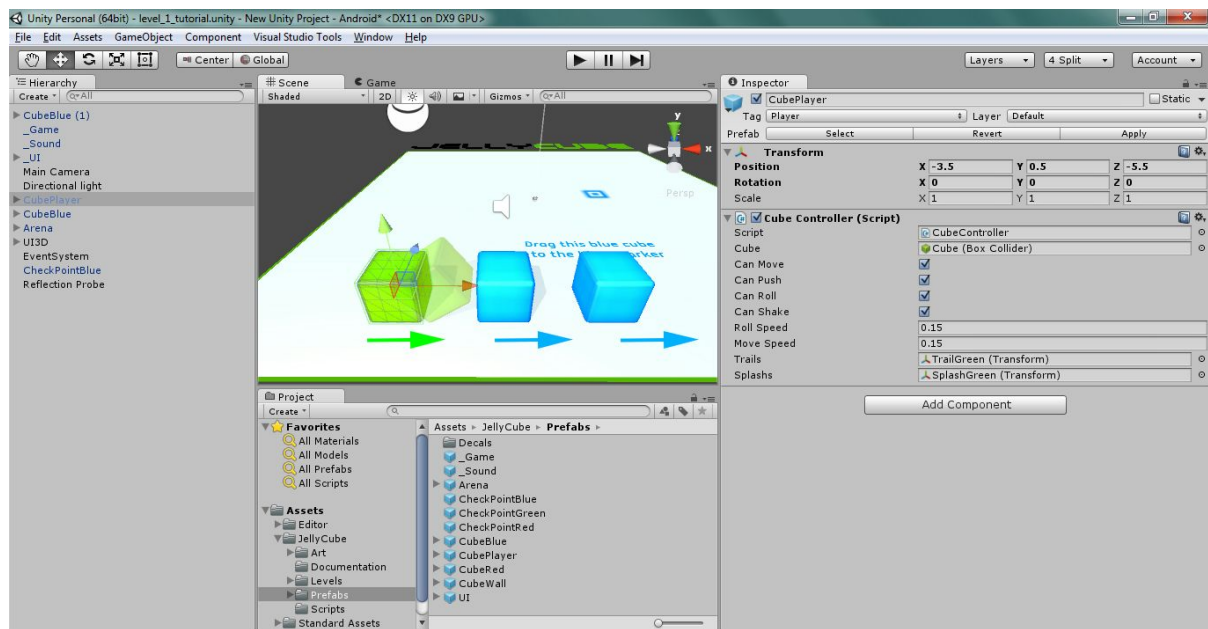 Unity Personal (64bit) - level_1_tutorial.unity - New Unity Project - Android* <DX11 on DX9 GPU>
File Edit Assets GameObject Component Visual Studio Tools Window Help
Center Global
Layers 4 Split Account
Hierarchy
Create All
CubeBlue (1)
_Game
_Sound
_UI
Main Camera
Directional light
CubePlayer
CubeBlue
Arena
UI3D
EventSystem
CheckPointBlue
Reflection Probe
Scene Game
Shaded 2D Gizmos All
JELLYCUBE
y
x
Persp
Drag this blue cube
to the
Project
Create
Favorites
All Materials
All Models
All Prefabs
All Scripts
Assets
Editor
JellyCube
Art
Documentation
Levels
Prefabs
Scripts
Standard Assets
Assets JellyCube Prefabs
Decals
_Game
_Sound
Arena
CheckPointBlue
CheckPointGreen
CheckPointRed
CubeBlue
CubePlayer
CubeRed
CubeWall
UI
Inspector
CubePlayer Static
Tag Player Layer Default
Prefab Select Revert Apply
Transform
Position X -3.5 Y 0.5 Z -5.5
Rotation X 0 Y 0 Z 0
Scale X 1 Y 1 Z 1
Cube Controller (Script)
Script CubeController
Cube Cube (Box Collider)
Can Move
Can Push
Can Roll
Can Shake
Roll Speed 0.15
Move Speed 0.15
Trails TrailGreen (Transform)
Splashs SplashGreen (Transform)
Add Component